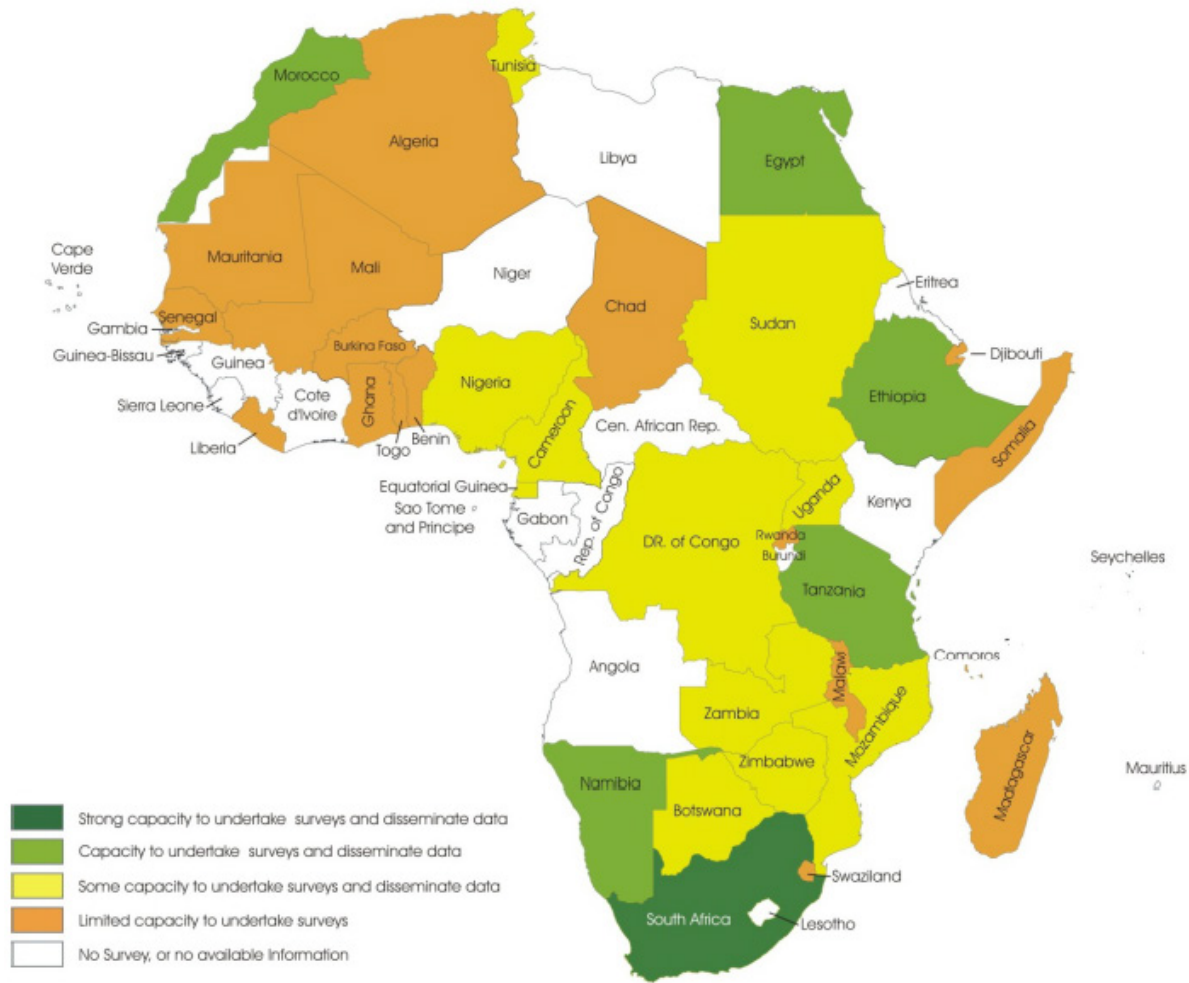 Morocco
Tunisia
Algeria
Libya
Egypt
Cape
Verde
Mauritania
Mali
Niger
Chad
Sudan
Eritrea
Senegal
Gambia
Guinea-Bissau
Guinea
Burkina Faso
Djibouti
Nigeria
Ethiopia
Sierra Leone
Cote
d'Ivoire
Ghana
Togo
Benin
Liberia
Cameroon
Cen. African Rep.
Somalia
Equatorial Guinea
Sao Tome
and Principe
Gabon
Rep. of Congo
DR. of Congo
Uganda
Kenya
Rwanda
Burundi
Tanzania
Seychelles
Comoros
Angola
Malawi
Zambia
Mozambique
Zimbabwe
Madagascar
Mauritius
Namibia
Botswana
Swaziland
South Africa
Lesotho
Strong capacity to undertake surveys and disseminate data
Capacity to undertake surveys and disseminate data
Some capacity to undertake surveys and disseminate data
Limited capacity to undertake surveys
No Survey, or no available Information